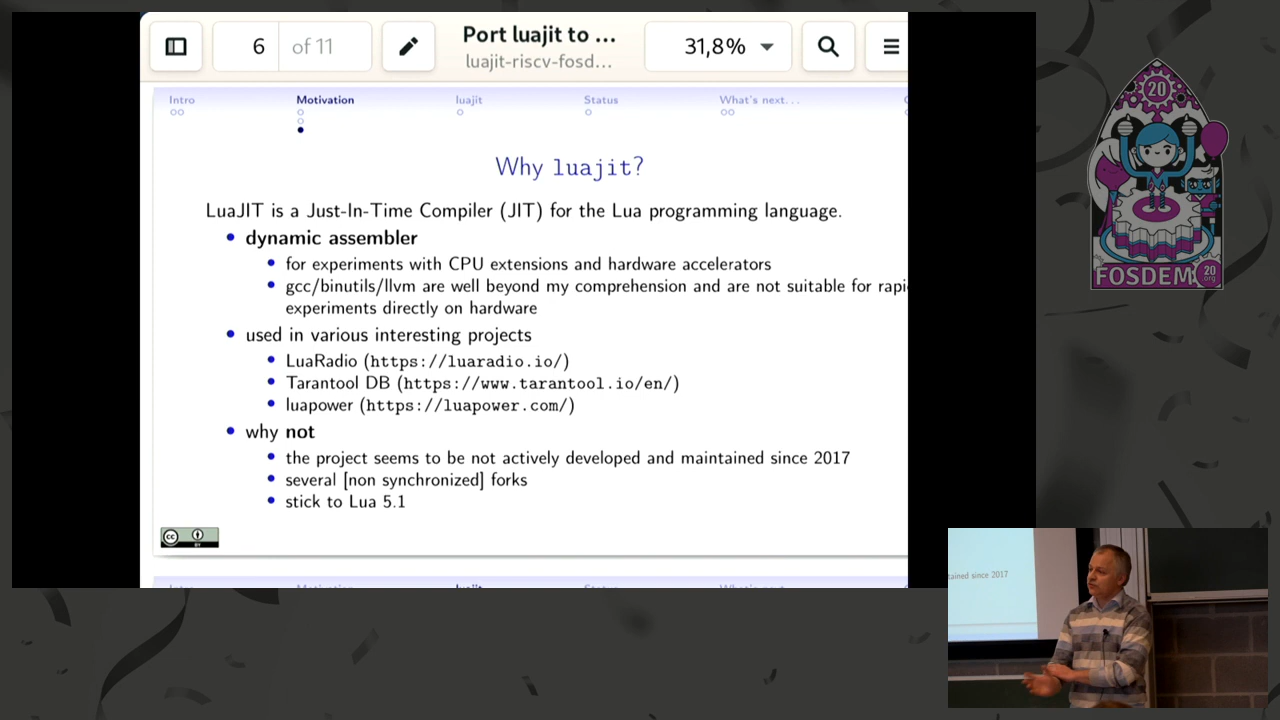 6 of 11
Port luajit to ...
luajit-riscv-fosd...
31,8%
Intro Motivation luajit Status What's next...
Why luajit?
LuaJIT is a Just-In-Time Compiler (JIT) for the Lua programming language.
dynamic assembler
for experiments with CPU extensions and hardware accelerators
gcc/binutils/llvm are well beyond my comprehension and are not suitable for rapi
experiments directly on hardware
used in various interesting projects
LuaRadio (https://luaradio.io/)
Tarantool DB (https://www.tarantool.io/en/)
luapower (https://luapower.com/)
why not
the project seems to be not actively developed and maintained since 2017
several [non synchronized] forks
stick to Lua 5.1
cc BY
20
FOSDEM 20 .org
tained since 2017